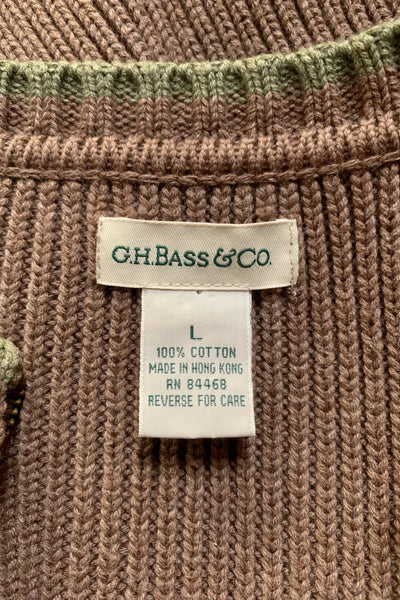 G.H.BASS & CO.
L
100% COTTON
MADE IN HONG KONG
RN 84468
REVERSE FOR CARE